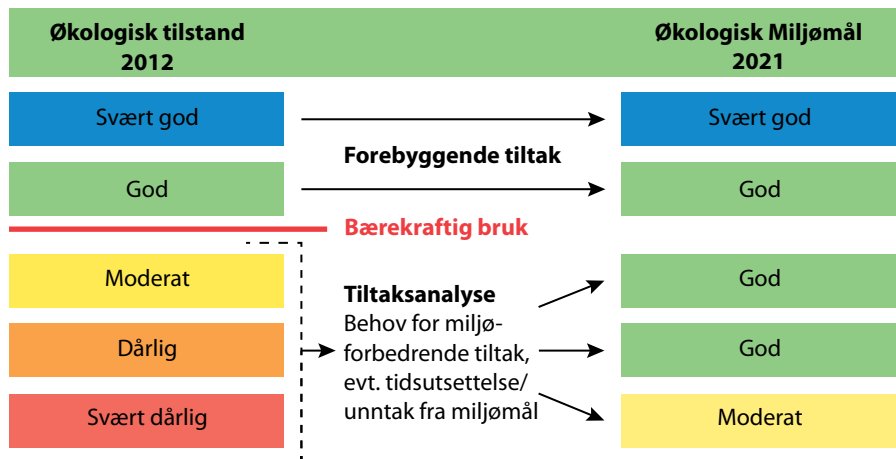 Økologisk tilstand
2012
Økologisk Miljømål
2021
Svært god
Svært god
Forebyggende tiltak
God
God
Bærekraftig bruk
Moderat
God
Tiltaksanalyse
Behov for miljø-
forbedrende tiltak,
evt. tidsutsettelse/
unntak fra miljømål
Dårlig
God
Svært dårlig
Moderat